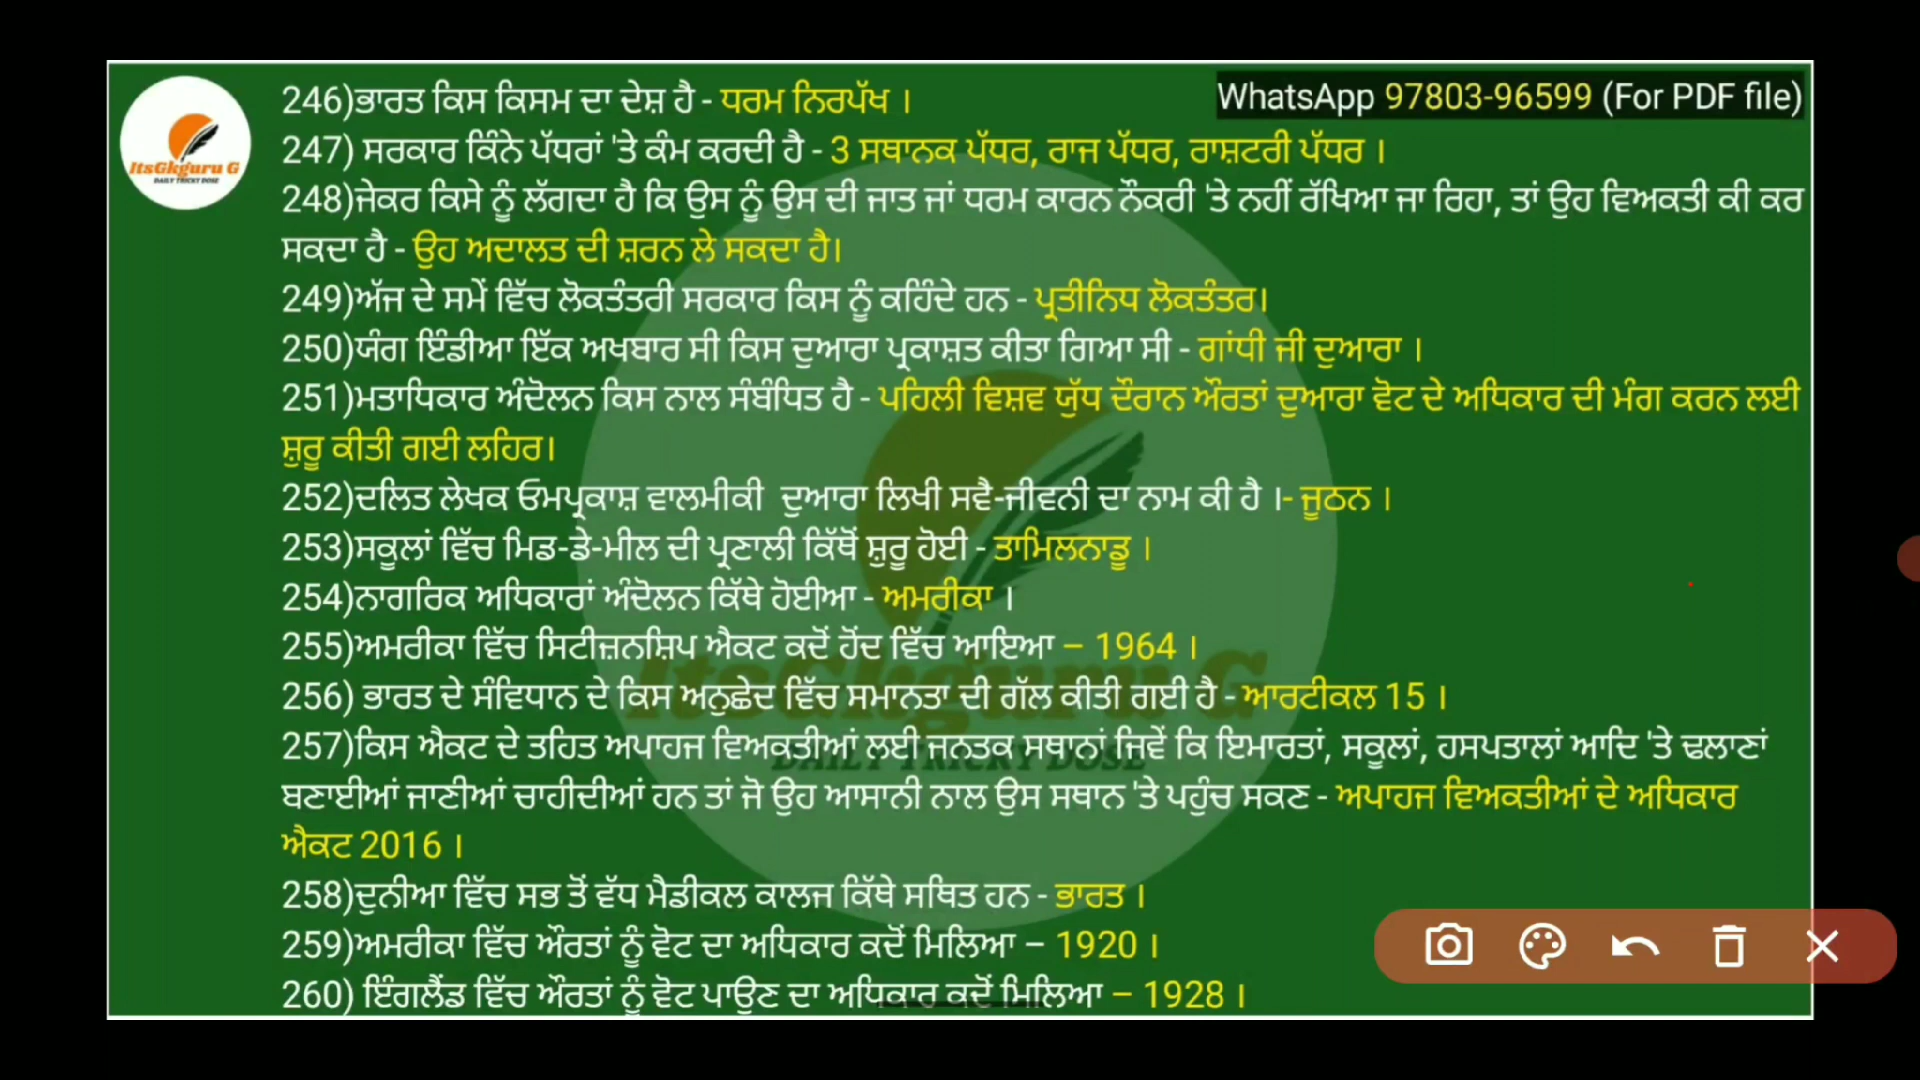 WhatsApp 97803-96599 (For PDF file)
ItsGkguru G
DAILY TRICKY DOSE
246)ਭਾਰਤ ਕਿਸ ਕਿਸਮ ਦਾ ਦੇਸ਼ ਹੈ - ਧਰਮ ਨਿਰਪੱਖ ।
247) ਸਰਕਾਰ ਕਿੰਨੇ ਪੱਧਰਾਂ 'ਤੇ ਕੰਮ ਕਰਦੀ ਹੈ - 3 ਸਥਾਨਕ ਪੱਧਰ, ਰਾਜ ਪੱਧਰ, ਰਾਸ਼ਟਰੀ ਪੱਧਰ ।
248)ਜੇਕਰ ਕਿਸੇ ਨੂੰ ਲੱਗਦਾ ਹੈ ਕਿ ਉਸ ਨੂੰ ਉਸ ਦੀ ਜਾਤ ਜਾਂ ਧਰਮ ਕਾਰਨ ਨੌਕਰੀ 'ਤੇ ਨਹੀਂ ਰੱਖਿਆ ਜਾ ਰਿਹਾ, ਤਾਂ ਉਹ ਵਿਅਕਤੀ ਕੀ ਕਰ
ਸਕਦਾ ਹੈ - ਉਹ ਅਦਾਲਤ ਦੀ ਸ਼ਰਨ ਲੇ ਸਕਦਾ ਹੈ।
249)ਅੱਜ ਦੇ ਸਮੇਂ ਵਿੱਚ ਲੋਕਤੰਤਰੀ ਸਰਕਾਰ ਕਿਸ ਨੂੰ ਕਹਿੰਦੇ ਹਨ - ਪ੍ਰਤੀਨਿਧ ਲੋਕਤੰਤਰ।
250)ਯੰਗ ਇੰਡੀਆ ਇੱਕ ਅਖਬਾਰ ਸੀ ਕਿਸ ਦੁਆਰਾ ਪ੍ਰਕਾਸ਼ਤ ਕੀਤਾ ਗਿਆ ਸੀ - ਗਾਂਧੀ ਜੀ ਦੁਆਰਾ ।
251)ਮਤਾਧਿਕਾਰ ਅੰਦੋਲਨ ਕਿਸ ਨਾਲ ਸੰਬੰਧਿਤ ਹੈ - ਪਹਿਲੀ ਵਿਸ਼ਵ ਯੁੱਧ ਦੌਰਾਨ ਔਰਤਾਂ ਦੁਆਰਾ ਵੋਟ ਦੇ ਅਧਿਕਾਰ ਦੀ ਮੰਗ ਕਰਨ ਲਈ
ਸ਼ੁਰੂ ਕੀਤੀ ਗਈ ਲਹਿਰ।
252)ਦਲਿਤ ਲੇਖਕ ਓਮਪ੍ਰਕਾਸ਼ ਵਾਲਮੀਕੀ ਦੁਆਰਾ ਲਿਖੀ ਸਵੈ-ਜੀਵਨੀ ਦਾ ਨਾਮ ਕੀ ਹੈ ।- ਜੂਠਨ ।
253)ਸਕੂਲਾਂ ਵਿੱਚ ਮਿਡ-ਡੇ-ਮੀਲ ਦੀ ਪ੍ਰਣਾਲੀ ਕਿੱਥੋਂ ਸ਼ੁਰੂ ਹੋਈ - ਤਾਮਿਲਨਾਡੂ ।
254)ਨਾਗਰਿਕ ਅਧਿਕਾਰਾਂ ਅੰਦੋਲਨ ਕਿੱਥੇ ਹੋਈਆ - ਅਮਰੀਕਾ ।
255)ਅਮਰੀਕਾ ਵਿੱਚ ਸਿਟੀਜ਼ਨਸ਼ਿਪ ਐਕਟ ਕਦੋਂ ਹੋਂਦ ਵਿੱਚ ਆਇਆ – 1964 ।
256) ਭਾਰਤ ਦੇ ਸੰਵਿਧਾਨ ਦੇ ਕਿਸ ਅਨੁਛੇਦ ਵਿੱਚ ਸਮਾਨਤਾ ਦੀ ਗੱਲ ਕੀਤੀ ਗਈ ਹੈ - ਆਰਟੀਕਲ 15 ।
257)ਕਿਸ ਐਕਟ ਦੇ ਤਹਿਤ ਅਪਾਹਜ ਵਿਅਕਤੀਆਂ ਲਈ ਜਨਤਕ ਸਥਾਨਾਂ ਜਿਵੇਂ ਕਿ ਇਮਾਰਤਾਂ, ਸਕੂਲਾਂ, ਹਸਪਤਾਲਾਂ ਆਦਿ 'ਤੇ ਢਲਾਣਾਂ
ਬਣਾਈਆਂ ਜਾਣੀਆਂ ਚਾਹੀਦੀਆਂ ਹਨ ਤਾਂ ਜੋ ਉਹ ਆਸਾਨੀ ਨਾਲ ਉਸ ਸਥਾਨ 'ਤੇ ਪਹੁੰਚ ਸਕਣ - ਅਪਾਹਜ ਵਿਅਕਤੀਆਂ ਦੇ ਅਧਿਕਾਰ
ਐਕਟ 2016 ।
258)ਦੁਨੀਆ ਵਿੱਚ ਸਭ ਤੋਂ ਵੱਧ ਮੈਡੀਕਲ ਕਾਲਜ ਕਿੱਥੇ ਸਥਿਤ ਹਨ - ਭਾਰਤ ।
259)ਅਮਰੀਕਾ ਵਿੱਚ ਔਰਤਾਂ ਨੂੰ ਵੋਟ ਦਾ ਅਧਿਕਾਰ ਕਦੋਂ ਮਿਲਿਆ – 1920 ।
260) ਇੰਗਲੈਂਡ ਵਿੱਚ ਔਰਤਾਂ ਨੂੰ ਵੋਟ ਪਾਉਣ ਦਾ ਅਧਿਕਾਰ ਕਦੋਂ ਮਿਲਿਆ – 1928 ।
ItsGkguru G
DAILY TRICKY DOSE